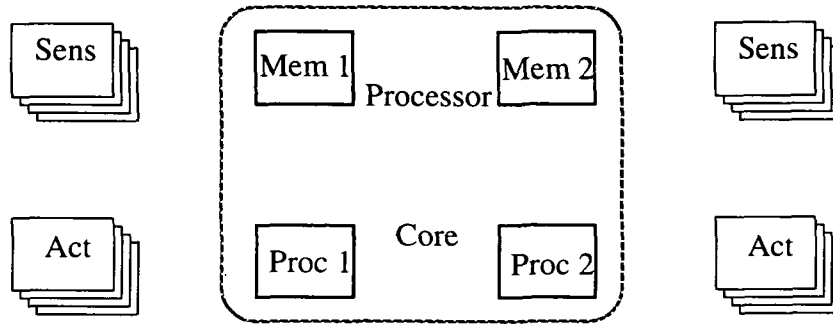 Sens
Mem 1
Processor
Mem 2
Sens
Act
Proc 1
Core
Proc 2
Act